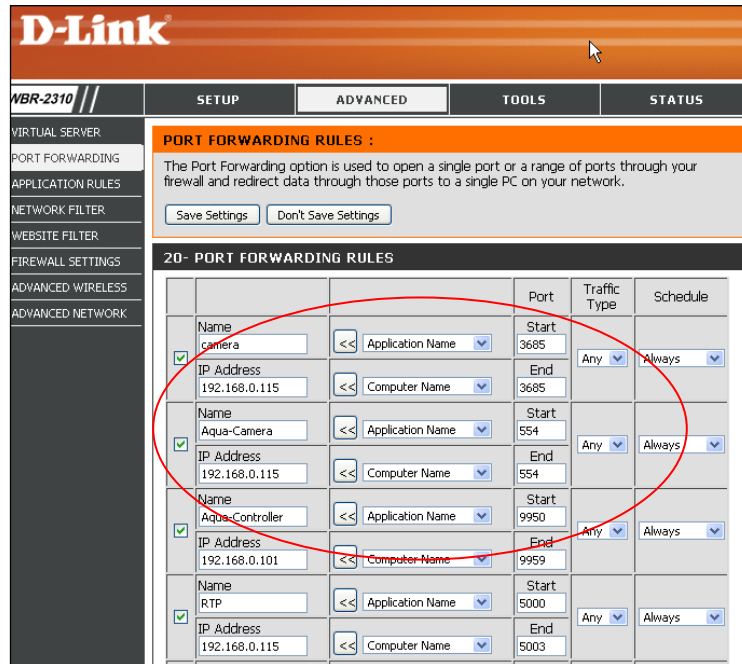 D-Link
WBR-2310 // SETUP ADVANCED TOOLS STATUS
VIRTUAL SERVER
PORT FORWARDING
APPLICATION RULES
NETWORK FILTER
WEBSITE FILTER
FIREWALL SETTINGS
ADVANCED WIRELESS
ADVANCED NETWORK
PORT FORWARDING RULES :
The Port Forwarding option is used to open a single port or a range of ports through your
firewall and redirect data through those ports to a single PC on your network.
Save Settings Don't Save Settings
20- PORT FORWARDING RULES
Port Traffic Type Schedule
Name Start
camera << Application Name 3685
Any Always
IP Address End
192.168.0.115 << Computer Name 3685
Name Start
Aqua-Camera << Application Name 554
Any Always
IP Address End
192.168.0.115 << Computer Name 554
Name Start
Aqua-Controller << Application Name 9950
Any Always
IP Address End
192.168.0.101 << Computer Name 9959
Name Start
RTP << Application Name 5000
Any Always
IP Address End
192.168.0.115 << Computer Name 5003